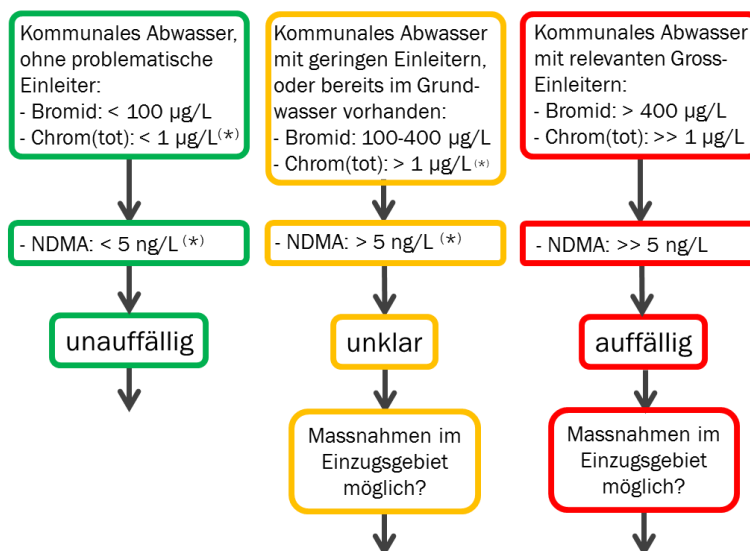 Kommunales Abwasser,
ohne problematische
Einleiter:
- Bromid: < 100 µg/L
- Chrom(tot): < 1 µg/L(*)
- NDMA: < 5 ng/L (*)
unauffällig
Kommunales Abwasser
mit geringen Einleitern,
oder bereits im Grund-
wasser vorhanden:
- Bromid: 100-400 µg/L
- Chrom(tot): > 1 µg/L (*)
- NDMA: > 5 ng/L (*)
unklar
Massnahmen im
Einzugsgebiet
möglich?
Kommunales Abwasser
mit relevanten Gross-
Einleitern:
- Bromid: > 400 µg/L
- Chrom(tot): >> 1 µg/L
- NDMA: >> 5 ng/L
auffällig
Massnahmen im
Einzugsgebiet
möglich?